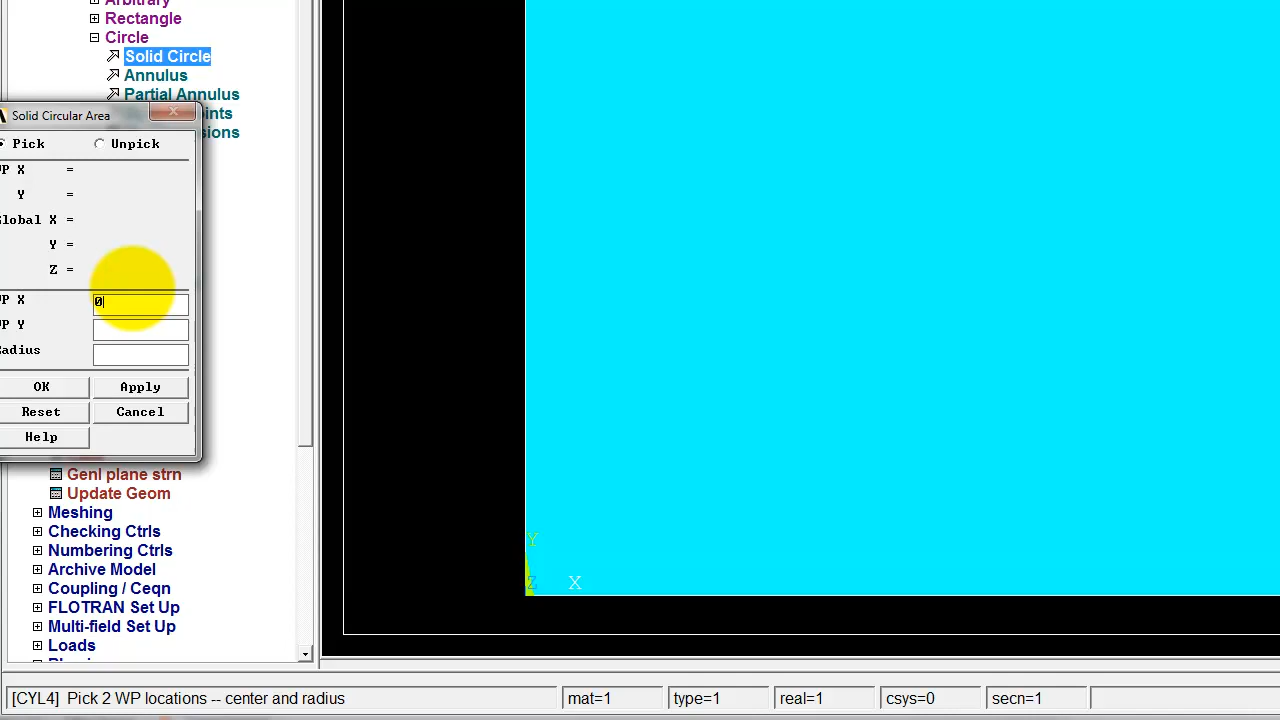 Arbitrary
Rectangle
Circle
Solid Circle
Annulus
Partial Annulus
Solid Circular Area
Pick
Unpick
X =
Y =
Global X =
Y =
Z =
X 0
Y
Radius
OK Apply
Reset Cancel
Help
Genl plane strn
Update Geom
Meshing
Checking Ctrls
Numbering Ctrls
Archive Model
Coupling / Ceqn
FLOTRAN Set Up
Multi-field Set Up
Loads
Y
Z X
[CYL4] Pick 2 WP locations -- center and radius
mat=1
type=1
real=1
csys=0
secn=1